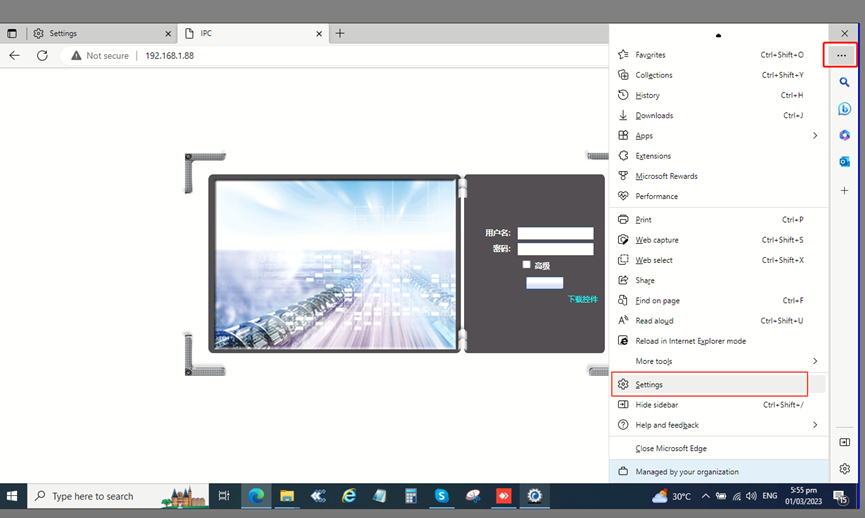 Settings
IPC
Not secure
192.168.1.88
用户名:
密码:
高级
下载控件
Favorites Ctrl+Shift+O
Collections Ctrl+Shift+Y
History Ctrl+H
Downloads Ctrl+J
Apps
Extensions
Microsoft Rewards
Performance
Print Ctrl+P
Web capture Ctrl+Shift+S
Web select Ctrl+Shift+X
Share
Find on page Ctrl+F
Read aloud Ctrl+Shift+U
Reload in Internet Explorer mode
More tools
Settings
Hide sidebar Ctrl+Shift+/
Help and feedback
Close Microsoft Edge
Managed by your organization
Type here to search
30°C
ENG
5:55 pm
01/03/2023
15